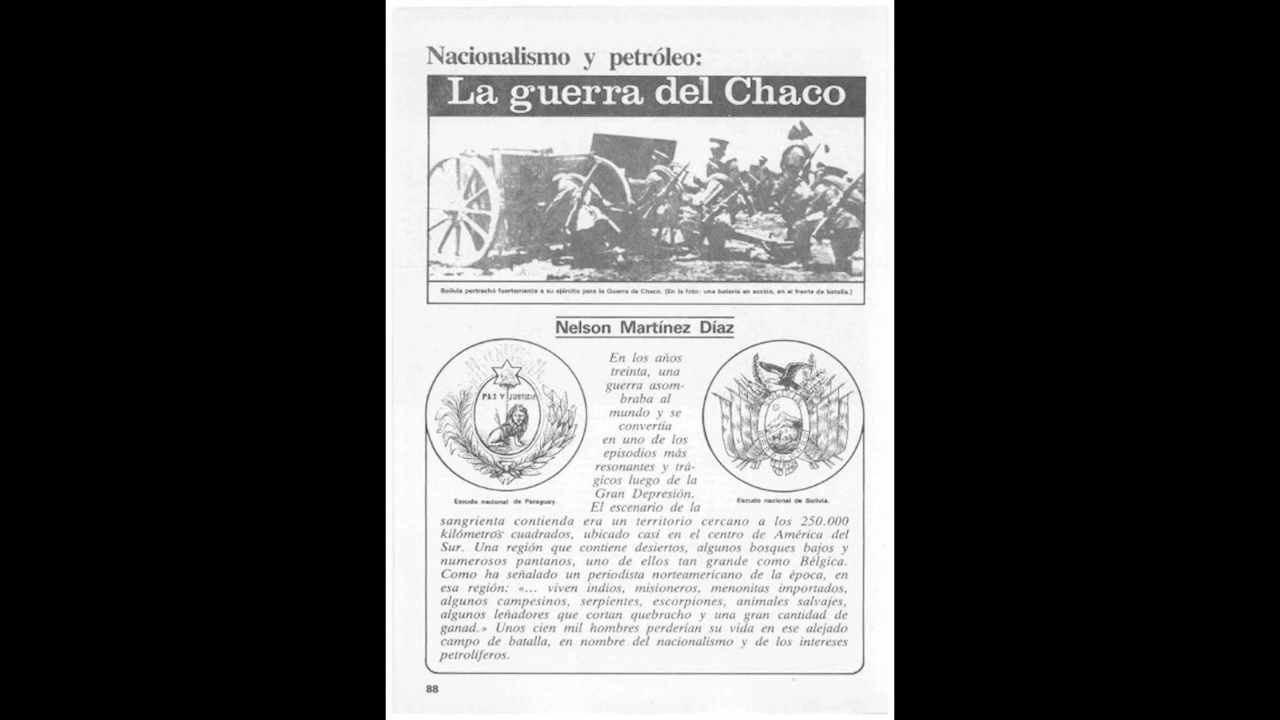 Nacionalismo y petróleo:
La guerra del Chaco
Bolivia pertrechó fuertemente a su ejército para la Guerra de Chaco. (En la foto: una batería en acción, en el frente de batalla.)
Nelson Martínez Díaz
PAZ Y JUSTICIA
En los años
treinta, una
guerra asom-
braba al
mundo y se
convertía
en uno de los
episodios más
resonantes y trá-
gicos luego de la
Gran Depresión.
El escenario de la
Escudo nacional de Paraguay.
Escudo nacional de Bolivia.
sangrienta contienda era un territorio cercano a los 250.000
kilómetros cuadrados, ubicado casi en el centro de América del
Sur. Una región que contiene desiertos, algunos bosques bajos y
numerosos pantanos, uno de ellos tan grande como Bélgica.
Como ha señalado un periodista norteamericano de la época, en
esa región: «... viven indios, misioneros, menonitas importados,
algunos campesinos, serpientes, escorpiones, animales salvajes,
algunos leñadores que cortan quebracho y una gran cantidad de
ganad.» Unos cien mil hombres perderían su vida en ese alejado
campo de batalla, en nombre del nacionalismo y de los intereses
petrolíferos.
88